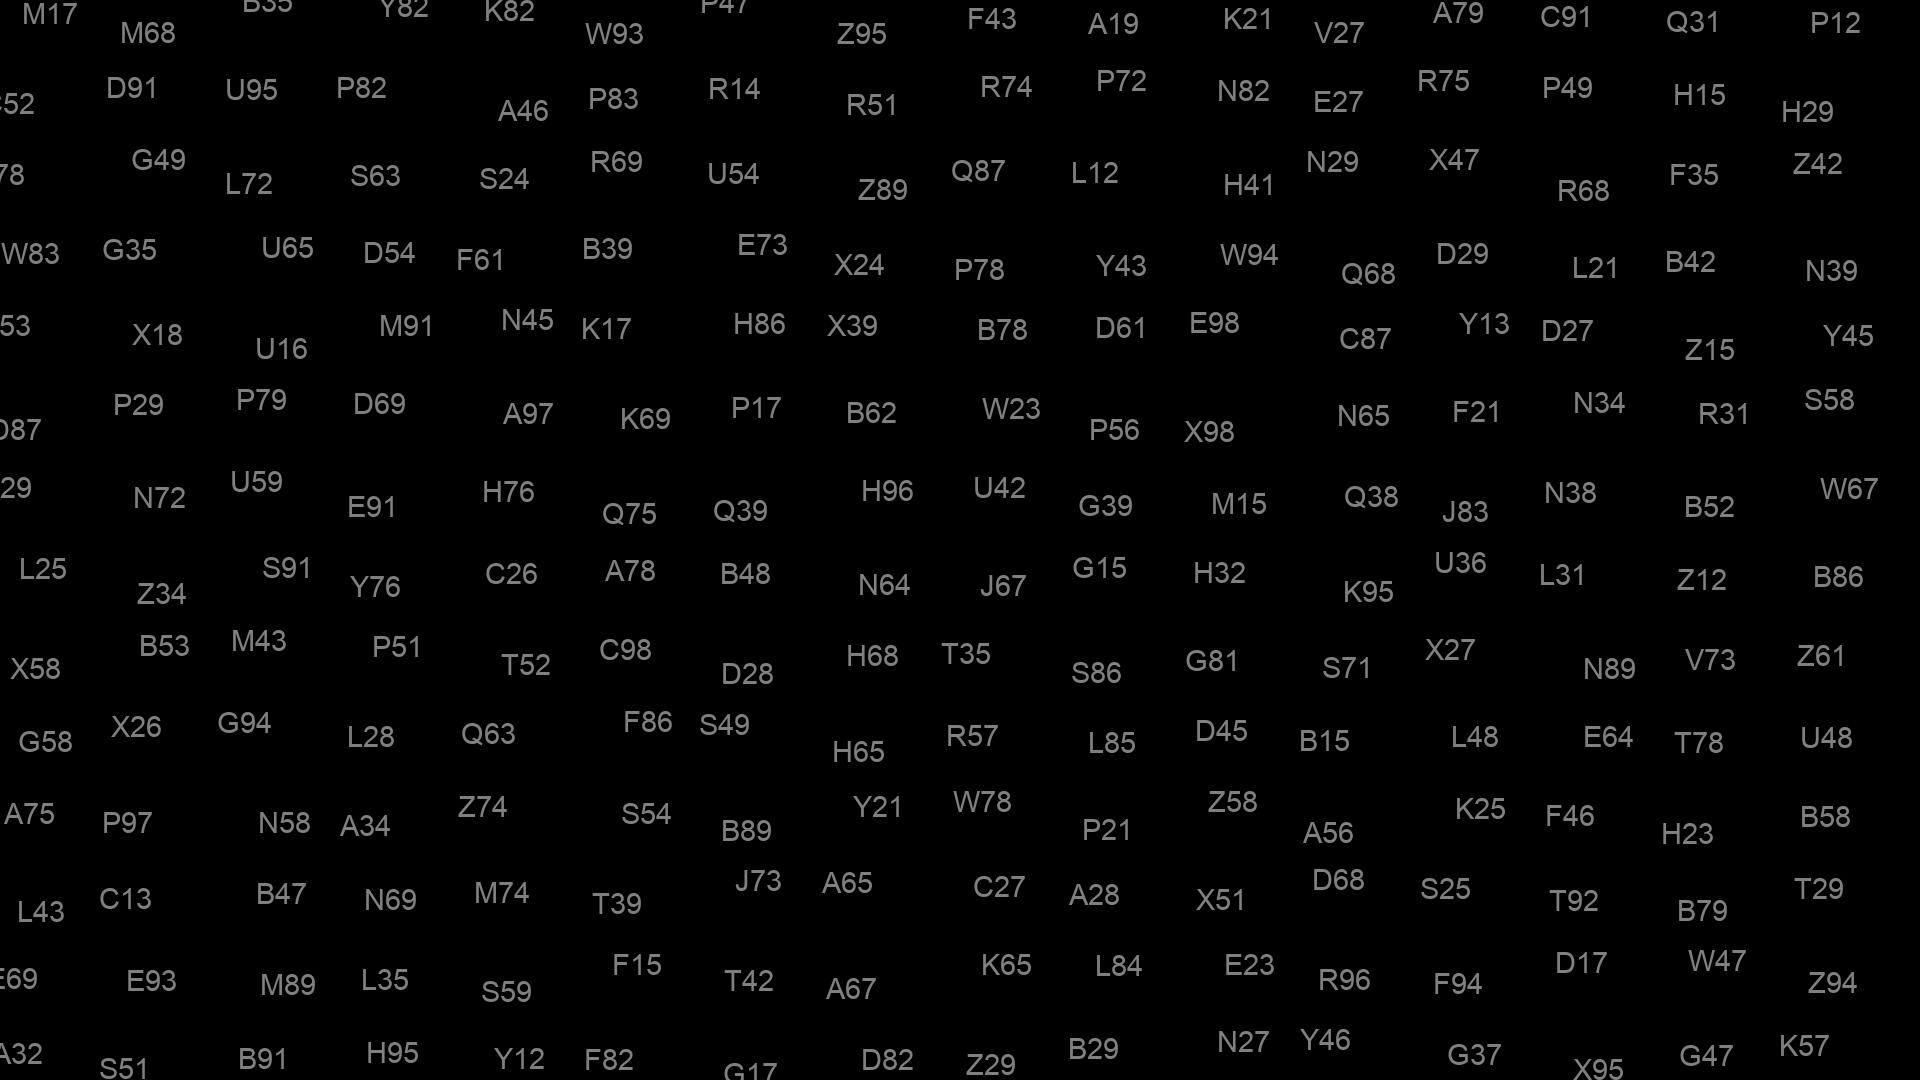 M17 M68 B35 Y82 K82 W93 P47 Z95 F43 A19 K21 V27 A79 C91 Q31 P12
D91 U95 P82 A46 P83 R14 R51 R74 P72 N82 E27 R75 P49 H15 H29
G49 L72 S63 S24 R69 U54 Z89 Q87 L12 H41 N29 X47 R68 F35 Z42
W83 G35 U65 D54 F61 B39 E73 X24 P78 Y43 W94 Q68 D29 L21 B42 N39
X18 U16 M91 N45 K17 H86 X39 B78 D61 E98 C87 Y13 D27 Z15 Y45
P29 P79 D69 A97 K69 P17 B62 W23 P56 X98 N65 F21 N34 R31 S58
N72 U59 E91 H76 Q75 Q39 H96 U42 G39 M15 Q38 J83 N38 B52 W67
L25 Z34 S91 Y76 C26 A78 B48 N64 J67 G15 H32 K95 U36 L31 Z12 B86
X58 B53 M43 P51 T52 C98 D28 H68 T35 S86 G81 S71 X27 N89 V73 Z61
G58 X26 G94 L28 Q63 F86 S49 H65 R57 L85 D45 B15 L48 E64 T78 U48
A75 P97 N58 A34 Z74 S54 B89 Y21 W78 P21 Z58 A56 K25 F46 H23 B58
L43 C13 B47 N69 M74 T39 J73 A65 C27 A28 X51 D68 S25 T92 B79 T29
E69 E93 M89 L35 S59 F15 T42 A67 K65 L84 E23 R96 F94 D17 W47 Z94
A32 S51 B91 H95 Y12 F82 G17 D82 Z29 B29 N27 Y46 G37 X95 G47 K57